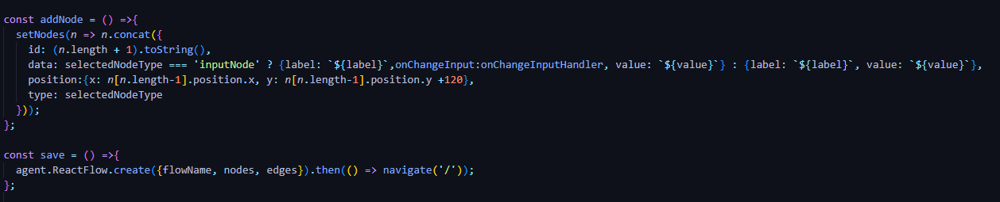 const addNode = () =>{
setNodes(n => n.concat({
id: (n.length + 1).toString(),
data: selectedNodeType === 'inputNode' ? {label: `${label}`,onChangeInput:onChangeInputHandler, value: `${value}`} : {label: `${label}`, value: `${value}`},
position:{x: n[n.length-1].position.x, y: n[n.length-1].position.y +120},
type: selectedNodeType
}));
};
const save = () =>{
agent.ReactFlow.create({flowName, nodes, edges}).then(() => navigate('/'));
};